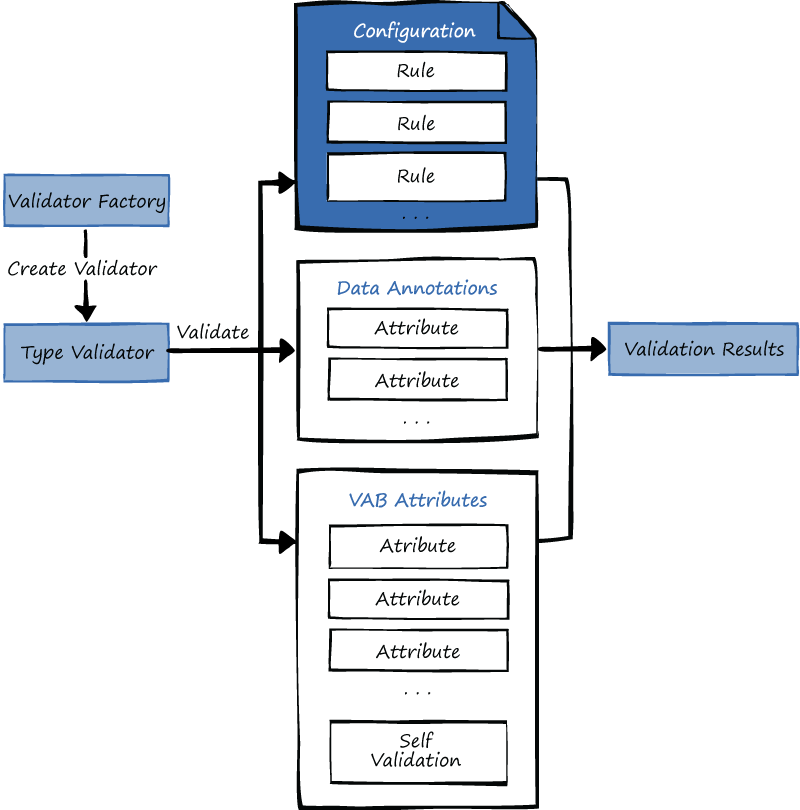 Configuration
Rule
Rule
Rule
. . .
Validator Factory
Create Validator
Type Validator
Validate
Data Annotations
Attribute
Attribute
. . .
Validation Results
VAB Attributes
Atribute
Attribute
Attribute
. . .
Self
Validation